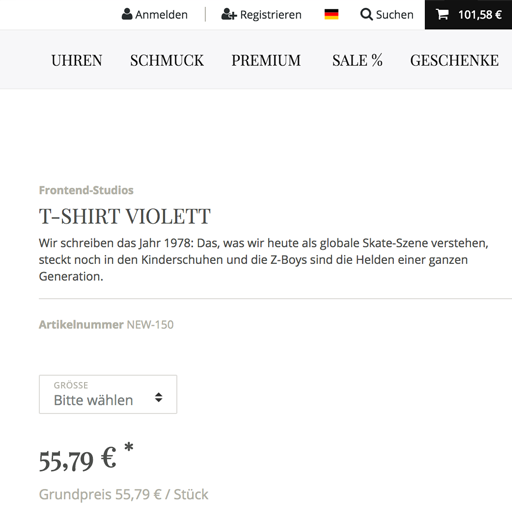 Anmelden Registrieren Suchen 101,58 €
UHREN SCHMUCK PREMIUM SALE % GESCHENKE
Frontend-Studios
T-SHIRT VIOLETT
Wir schreiben das Jahr 1978: Das, was wir heute als globale Skate-Szene verstehen,
steckt noch in den Kinderschuhen und die Z-Boys sind die Helden einer ganzen
Generation.
Artikelnummer NEW-150
GRÖSSE
Bitte wählen
55,79 € *
Grundpreis 55,79 € / Stück